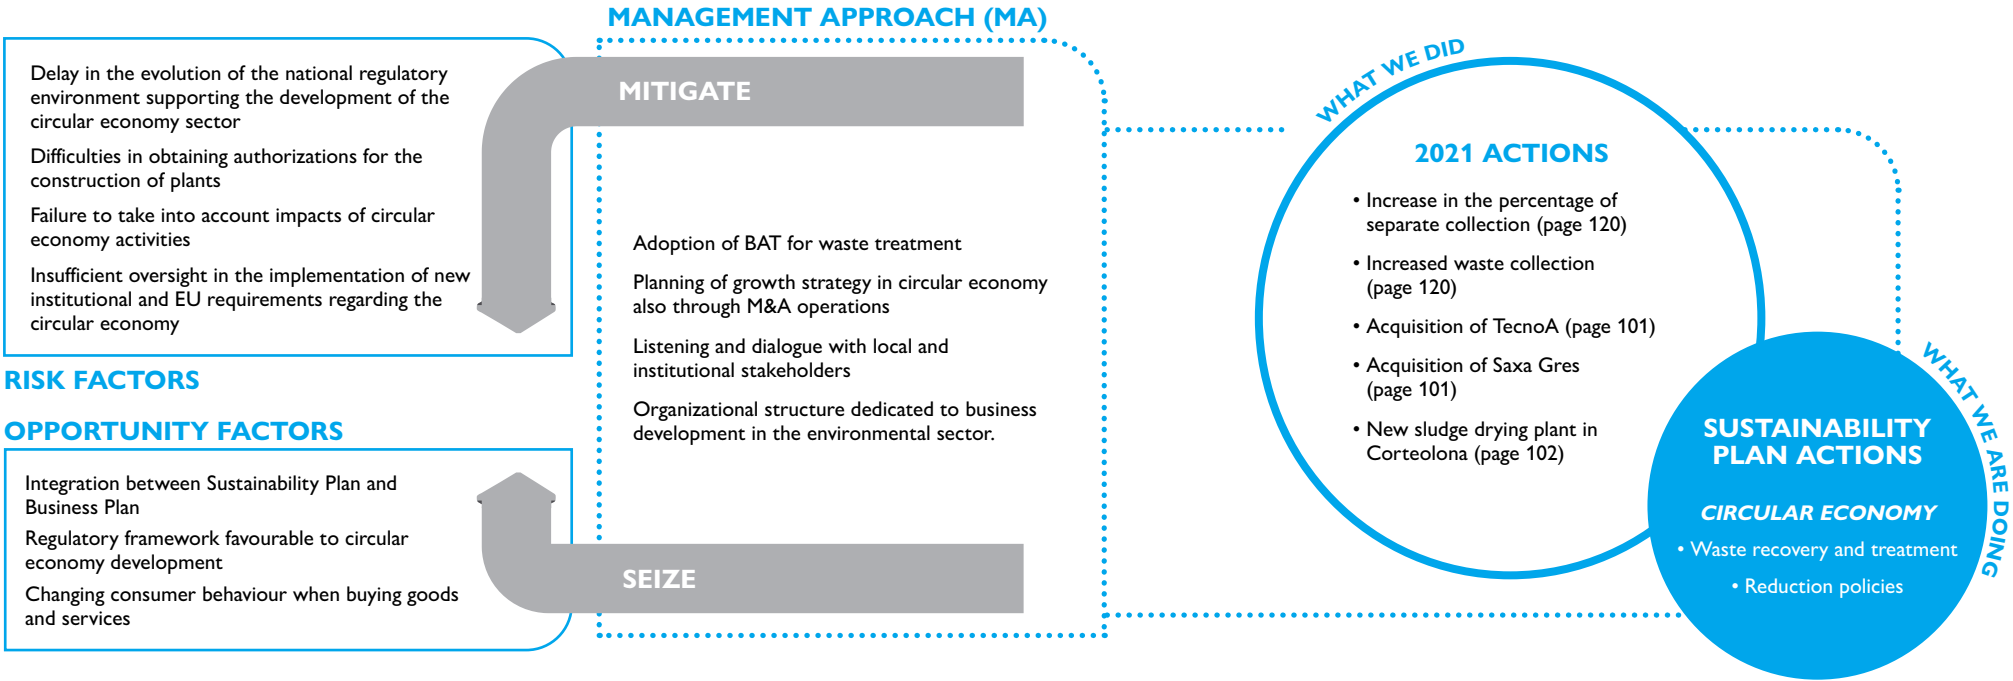 MANAGEMENT APPROACH (MA)
Delay in the evolution of the national regulatory
environment supporting the development of the
circular economy sector
Difficulties in obtaining authorizations for the
construction of plants
Failure to take into account impacts of circular
economy activities
Insufficient oversight in the implementation of new
institutional and EU requirements regarding the
circular economy
RISK FACTORS
OPPORTUNITY FACTORS
Integration between Sustainability Plan and
Business Plan
Regulatory framework favourable to circular
economy development
Changing consumer behaviour when buying goods
and services
MITIGATE
Adoption of BAT for waste treatment
Planning of growth strategy in circular economy
also through M&A operations
Listening and dialogue with local and
institutional stakeholders
Organizational structure dedicated to business
development in the environmental sector.
SEIZE
WHAT WE DID
2021 ACTIONS
• Increase in the percentage of
separate collection (page 120)
• Increased waste collection
(page 120)
• Acquisition of TecnoA (page 101)
• Acquisition of Saxa Gres
(page 101)
• New sludge drying plant in
Corteolona (page 102)
WHAT WE ARE DOING
SUSTAINABILITY
PLAN ACTIONS
CIRCULAR ECONOMY
• Waste recovery and treatment
• Reduction policies